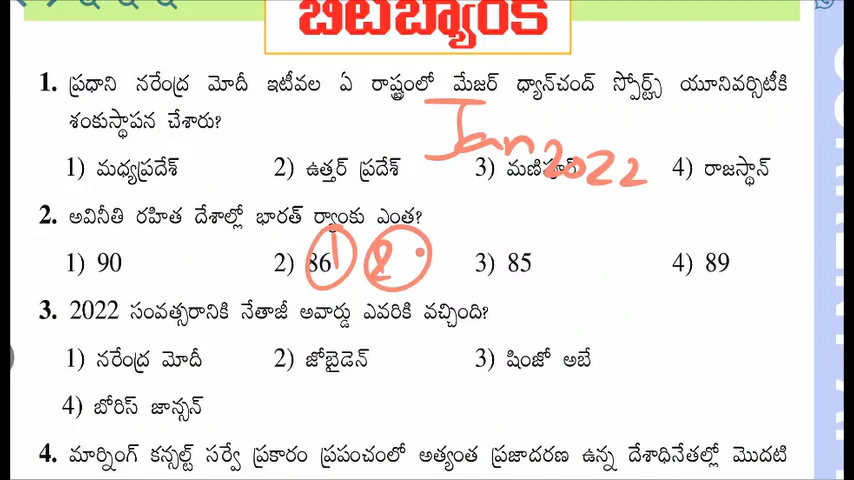 బిట్‌బ్యాంక్
1. ప్రధాని నరేంద్ర మోదీ ఇటీవల ఏ రాష్ట్రంలో మేజర్ ధ్యాన్‌చంద్ స్పోర్ట్స్ యూనివర్సిటీకి
శంకుస్థాపన చేశారు?
Jan 2022
1) మధ్యప్రదేశ్ 2) ఉత్తర్ ప్రదేశ్ 3) మణిపూర్ 4) రాజస్థాన్
2. అవినీతి రహిత దేశాల్లో భారత్ ర్యాంకు ఎంత?
1) 90 2) 86 3) 85 4) 89
3. 2022 సంవత్సరానికి నేతాజీ అవార్డు ఎవరికి వచ్చింది?
1) నరేంద్ర మోదీ 2) జోబైడెన్ 3) షింజో అబే
4) బోరిస్ జాన్సన్
4. మార్నింగ్ కన్సల్ట్ సర్వే ప్రకారం ప్రపంచంలో అత్యంత ప్రజాదరణ ఉన్న దేశాధినేతల్లో మొదటి